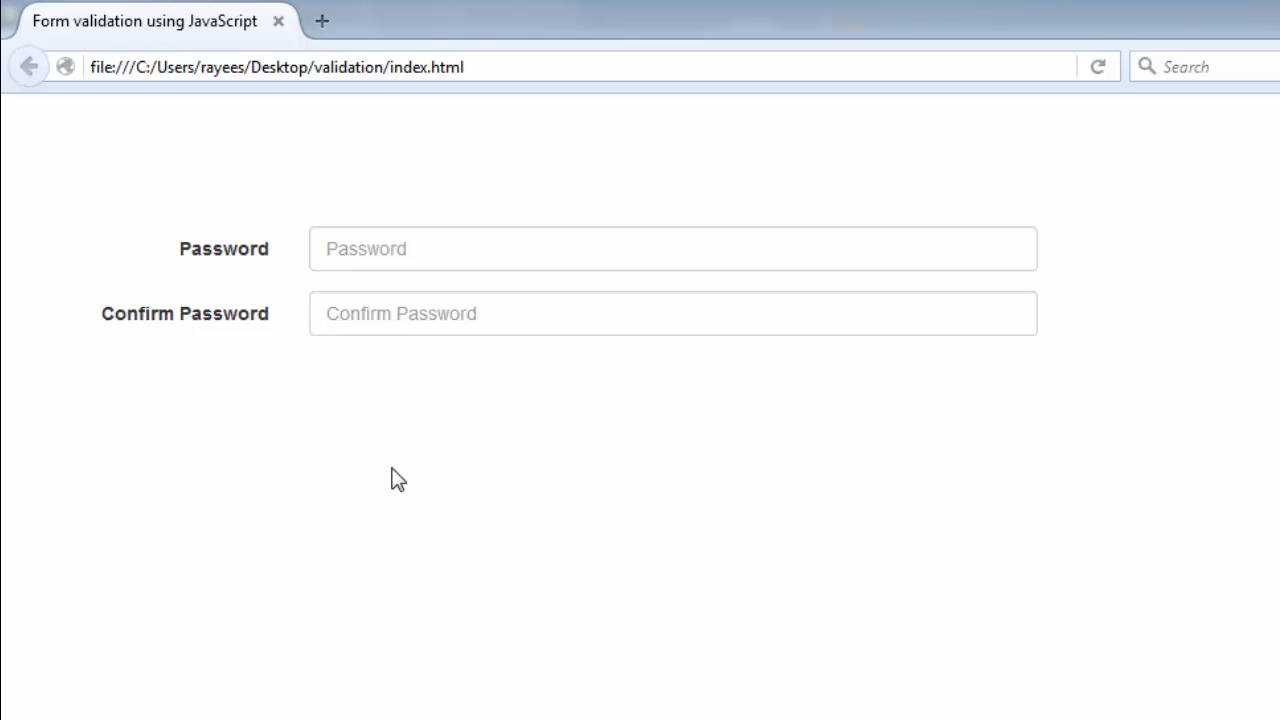 Form validation using JavaScript
file:///C:/Users/rayees/Desktop/validation/index.html
Search
Password
Password
Confirm Password
Confirm Password